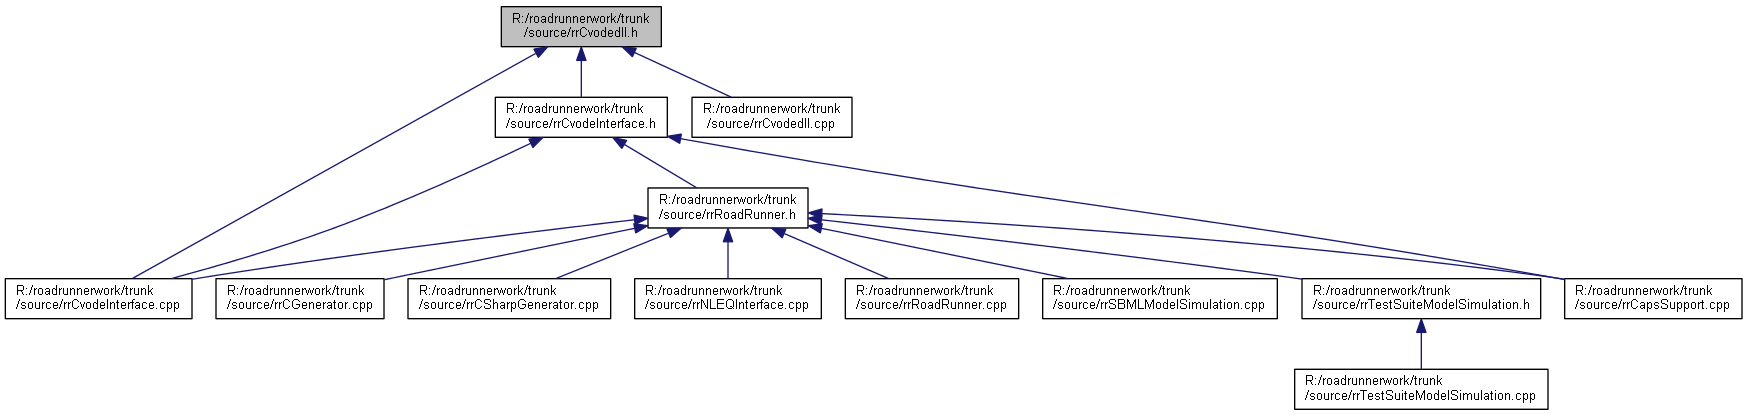 R:/roadrunnerwork/trunk
/source/rrCvodedll.h
R:/roadrunnerwork/trunk
/source/rrCvodeInterface.h
R:/roadrunnerwork/trunk
/source/rrCvodedll.cpp
R:/roadrunnerwork/trunk
/source/rrRoadRunner.h
R:/roadrunnerwork/trunk
/source/rrCvodeInterface.cpp
R:/roadrunnerwork/trunk
/source/rrCGenerator.cpp
R:/roadrunnerwork/trunk
/source/rrCSharpGenerator.cpp
R:/roadrunnerwork/trunk
/source/rrNLEQInterface.cpp
R:/roadrunnerwork/trunk
/source/rrRoadRunner.cpp
R:/roadrunnerwork/trunk
/source/rrSBMLModelSimulation.cpp
R:/roadrunnerwork/trunk
/source/rrTestSuiteModelSimulation.h
R:/roadrunnerwork/trunk
/source/rrCapsSupport.cpp
R:/roadrunnerwork/trunk
/source/rrTestSuiteModelSimulation.cpp